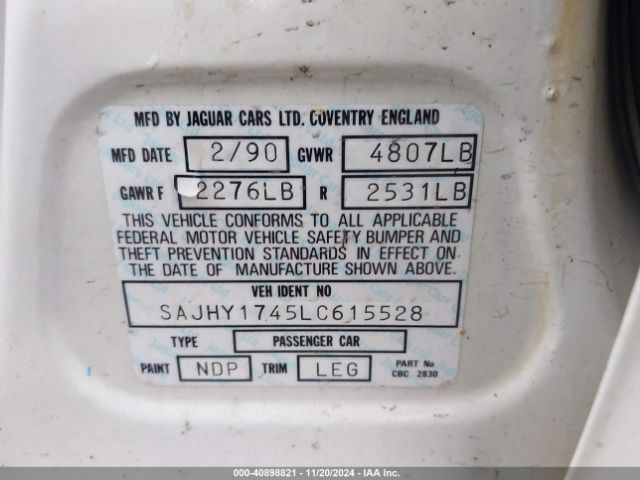 MFD BY JAGUAR CARS LTD. COVENTRY ENGLAND
MFD DATE 2/90 GVWR 4807LB
GAWR F 2276LB R 2531LB
THIS VEHICLE CONFORMS TO ALL APPLICABLE
FEDERAL MOTOR VEHICLE SAFETY BUMPER AND
THEFT PREVENTION STANDARDS IN EFFECT ON
THE DATE OF MANUFACTURE SHOWN ABOVE.
VEH IDENT NO
SAJHY1745LC615528
TYPE PASSENGER CAR
PAINT NDP TRIM LEG PART No
CBC 2830
000-40898821 - 11/20/2024 - IAA Inc.